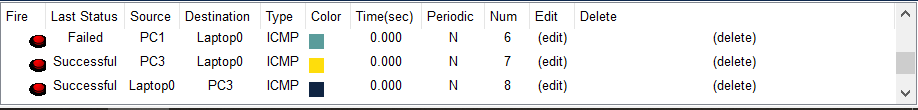 Fire Last Status Source Destination Type Color Time(sec) Periodic Num Edit Delete
Failed PC1 Laptop0 ICMP 0.000 N 6 (edit) (delete)
Successful PC3 Laptop0 ICMP 0.000 N 7 (edit) (delete)
Successful Laptop0 PC3 ICMP 0.000 N 8 (edit) (delete)